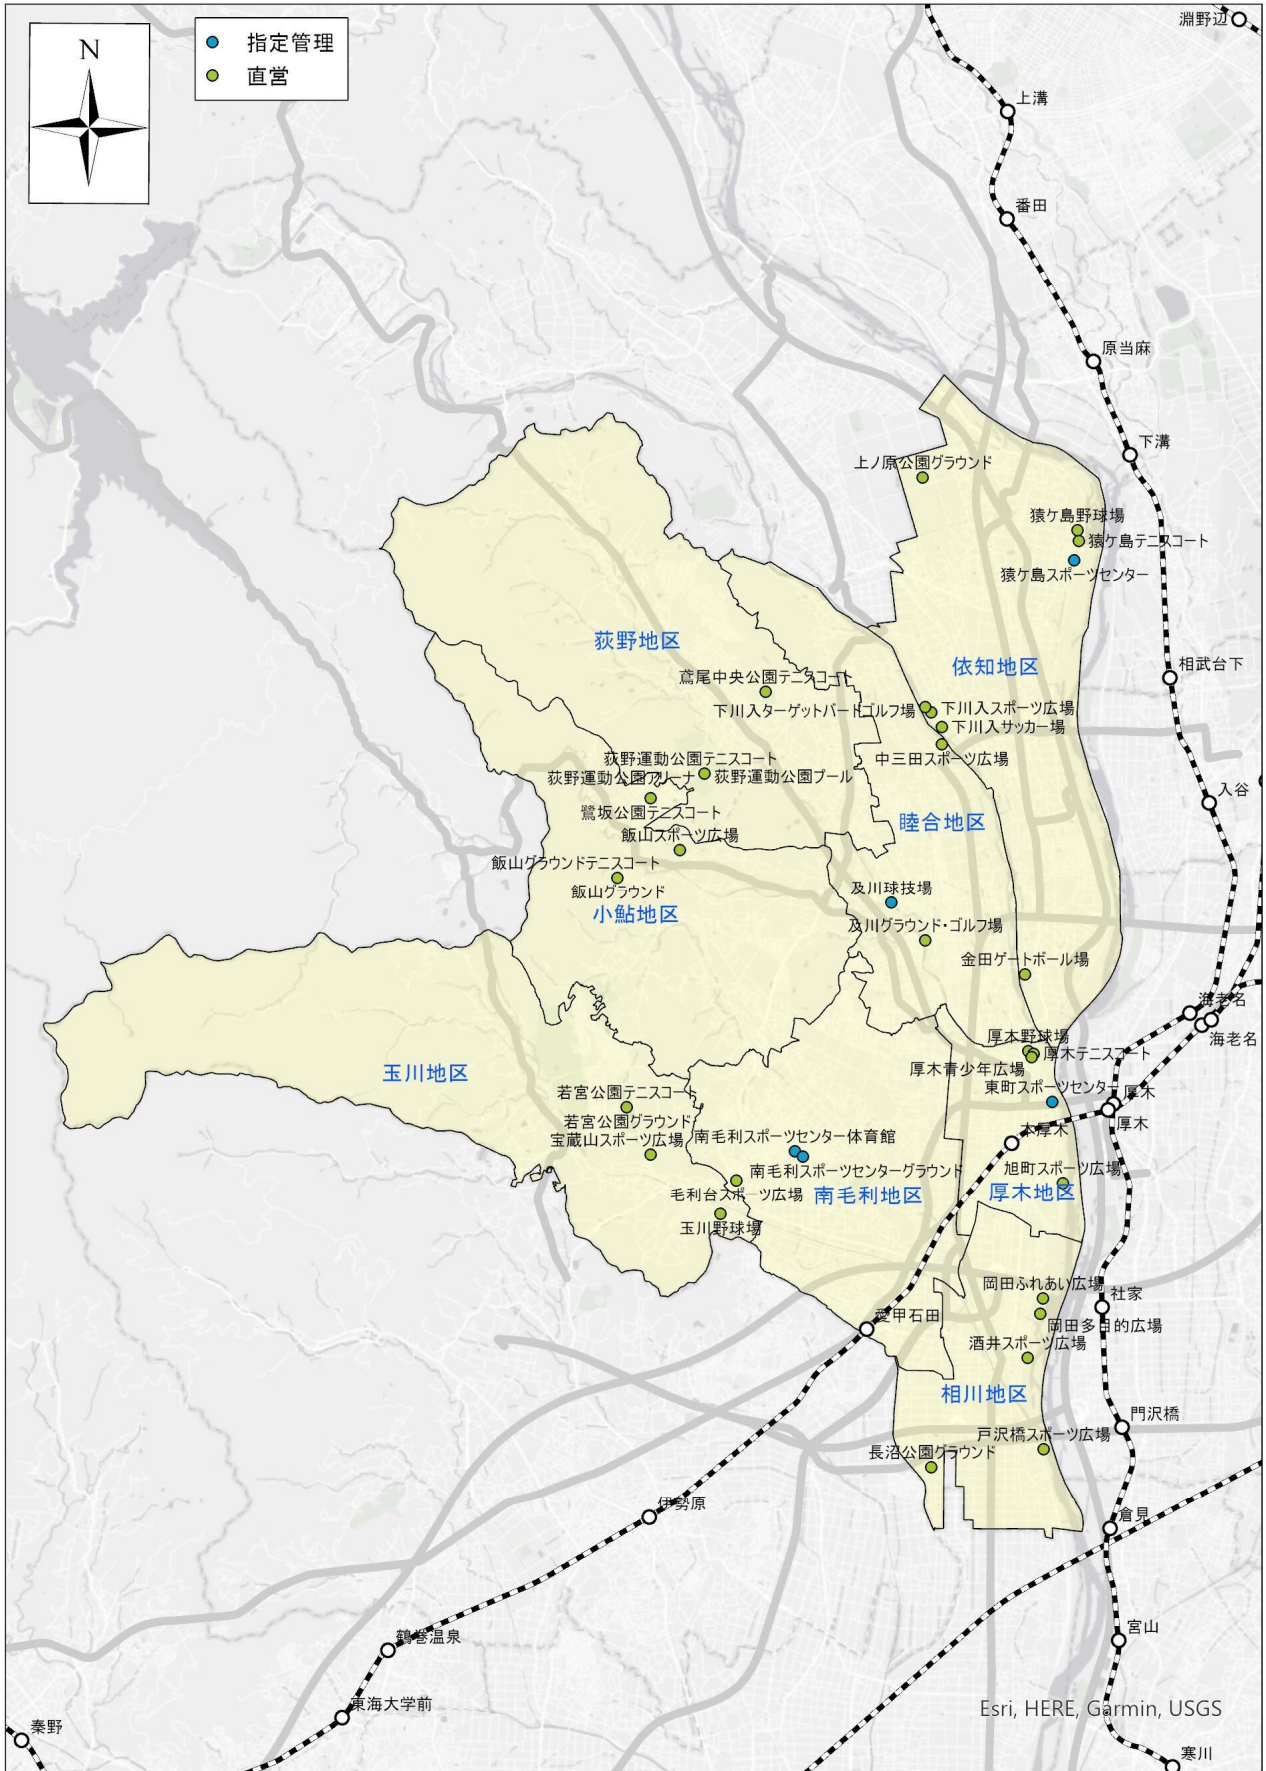 淵野辺
N
指定管理
直営
上溝
番田
原当麻
下溝
上ノ原公園グラウンド
猿ケ島野球場
猿ケ島テニスコート
猿ケ島スポーツセンター
荻野地区
依知地区
相武台下
鳶尾中央公園テニスコート
下川入ターゲットバードゴルフ場
下川入スポーツ広場
下川入サッカー場
中三田スポーツ広場
荻野運動公園テニスコート
荻野運動公園アリーナ
荻野運動公園プール
入谷
鷺坂公園テニスコート
睦合地区
飯山スポーツ広場
飯山グラウンドテニスコート
飯山グラウンド
及川球技場
小鮎地区
及川グラウンド・ゴルフ場
金田ゲートボール場
海老名
海老名
厚木野球場
厚木テニスコート
厚木青少年広場
玉川地区
東町スポーツセンター
厚木
若宮公園テニスコート
厚木
若宮公園グラウンド
本厚木
宝蔵山スポーツ広場
南毛利スポーツセンター体育館
南毛利スポーツセンターグラウンド
旭町スポーツ広場
毛利台スポーツ広場
南毛利地区
厚木地区
玉川野球場
岡田ふれあい広場
社家
愛甲石田
岡田多目的広場
酒井スポーツ広場
相川地区
門沢橋
戸沢橋スポーツ広場
長沼公園グラウンド
伊勢原
倉見
宮山
鶴巻温泉
東海大学前
Esri, HERE, Garmin, USGS
秦野
寒川